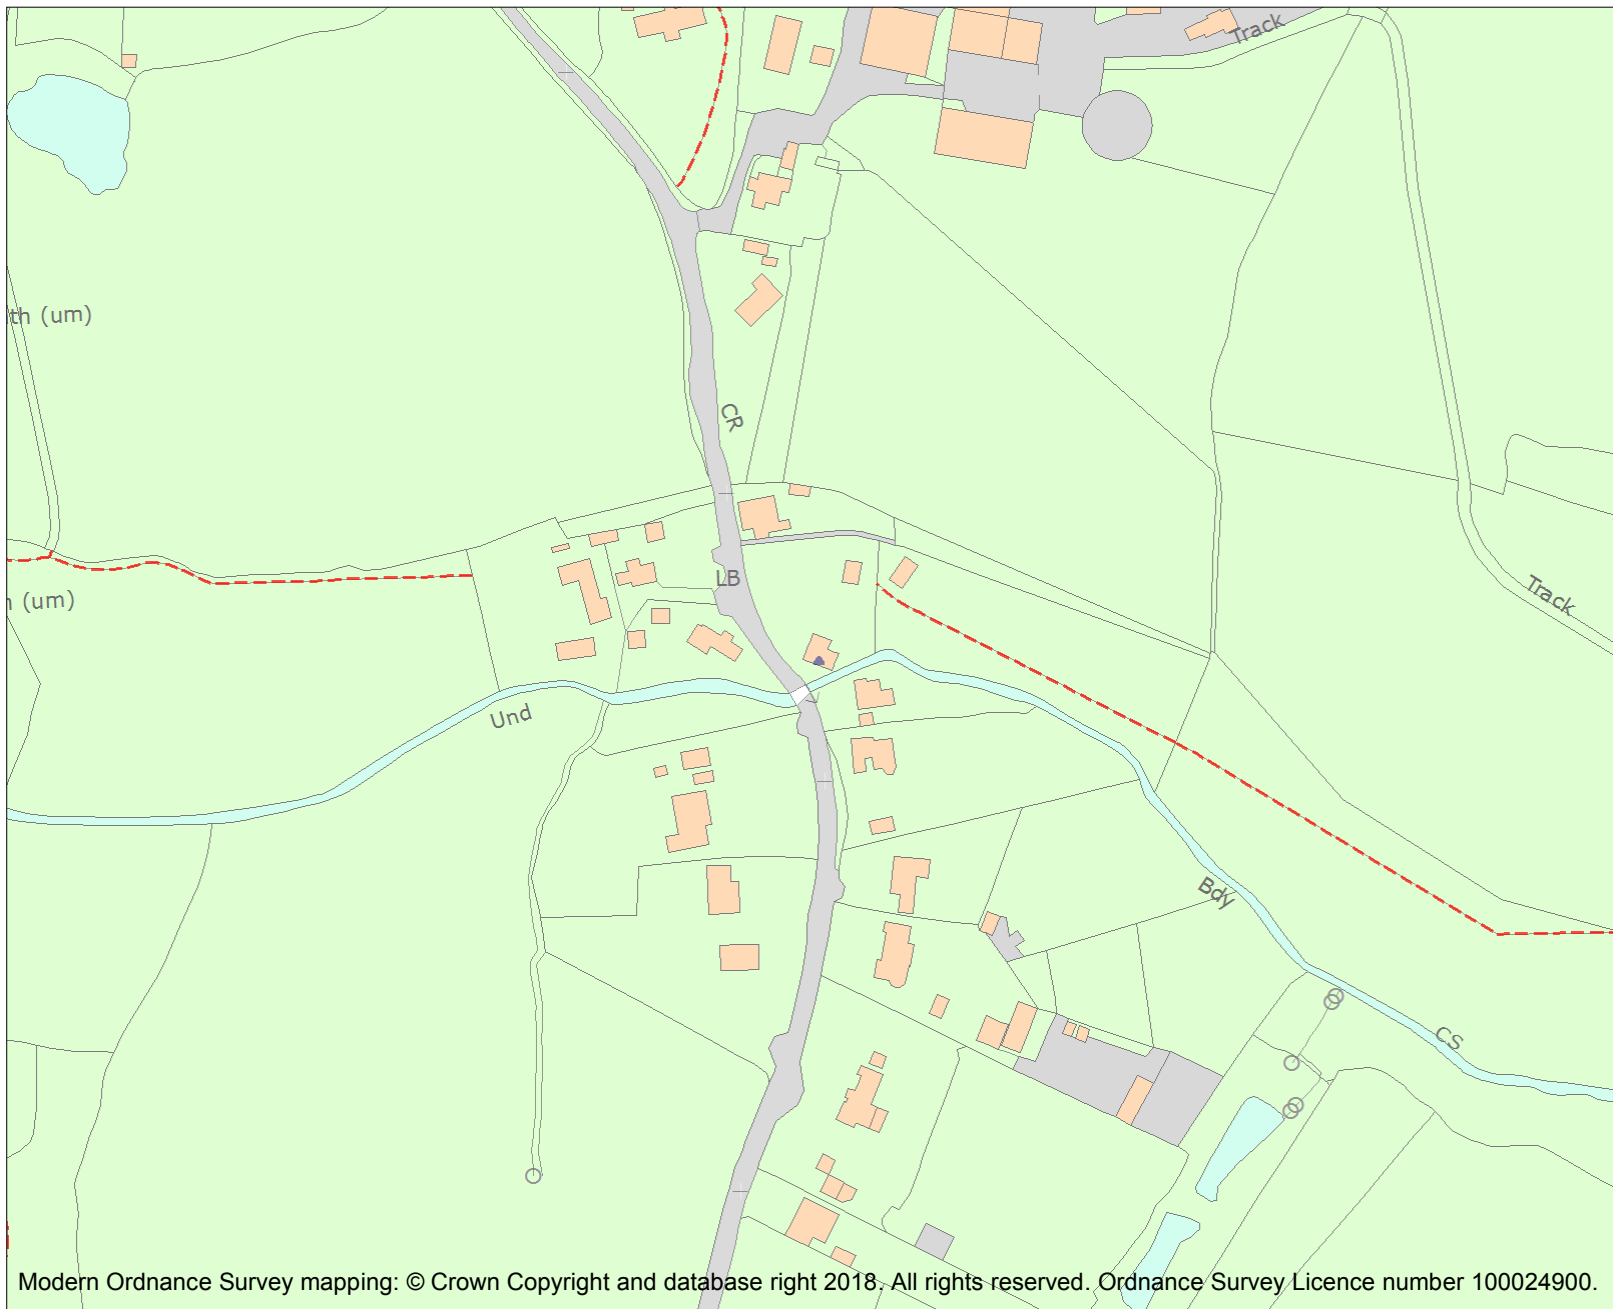 Track
th (um)
CR
LB
Track
(um)
Und
Bdy
CS
Modern Ordnance Survey mapping: © Crown Copyright and database right 2018. All rights reserved. Ordnance Survey Licence number 100024900.